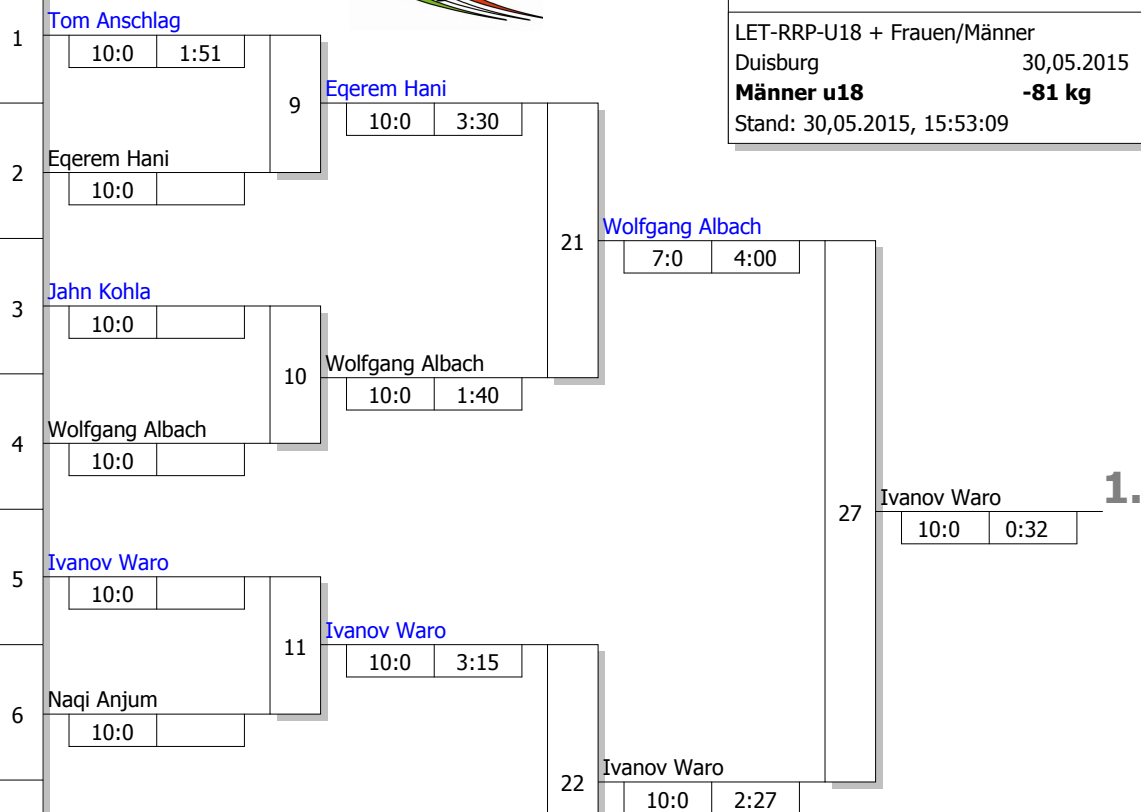 LET-RRP-U18 + Frauen/Männer
Duisburg 30,05.2015
Männer u18 -81 kg
Stand: 30,05.2015, 15:53:09
1 Tom Anschlag
10:0 1:51
9 Eqerem Hani
10:0 3:30
2 Eqerem Hani
10:0
21 Wolfgang Albach
7:0 4:00
3 Jahn Kohla
10:0
10 Wolfgang Albach
10:0 1:40
4 Wolfgang Albach
10:0
27 Ivanov Waro 1.
10:0 0:32
5 Ivanov Waro
10:0
11 Ivanov Waro
10:0 3:15
6 Naqi Anjum
10:0
22 Ivanov Waro
10:0 2:27